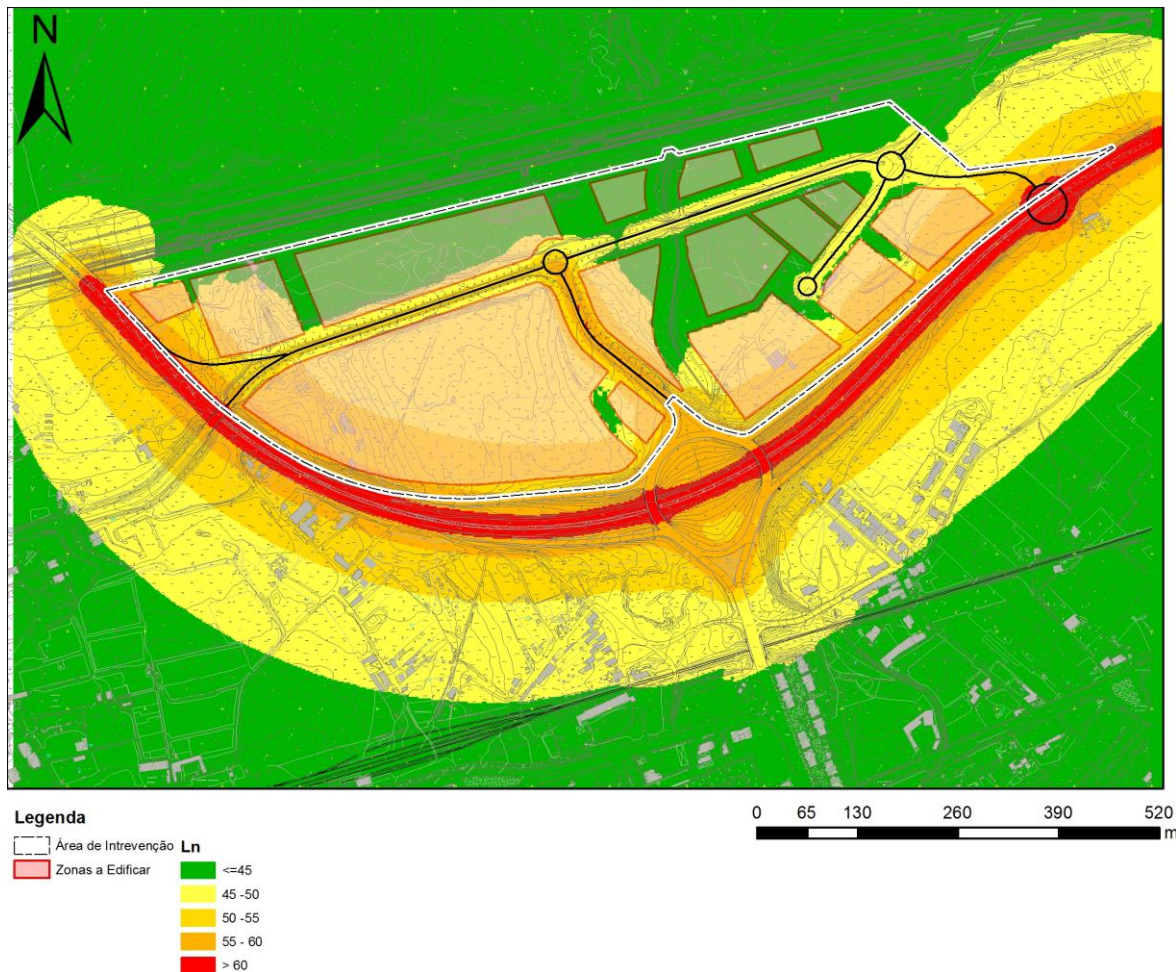 N
Legenda
Área de Intrevenção
Zonas a Edificar
Ln
<=45
45 -50
50 -55
55 - 60
> 60
0 65 130 260 390 520
m